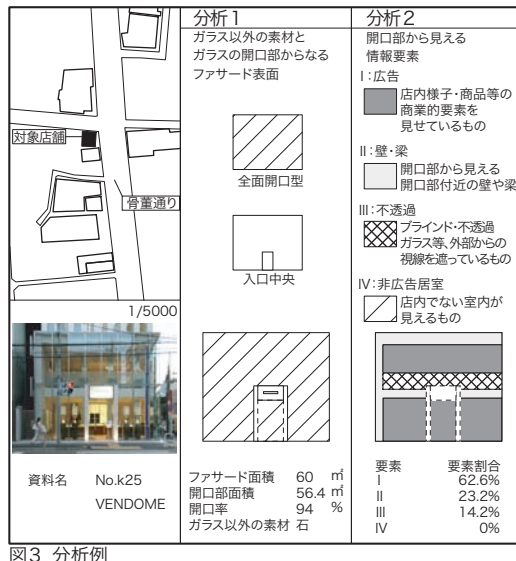 対象店舗
骨董通り
1/5000
資料名 No.k25
VENDOME
分析1
ガラス以外の素材と
ガラスの開口部からなる
ファサード表面
全面開口型
入口中央
ファサード面積 60 ㎡
開口部面積 56.4 ㎡
開口率 94 %
ガラス以外の素材 石
分析2
開口部から見える
情報要素
I:広告
店内様子・商品等の
商業的要素を
見せているもの
II:壁・梁
開口部から見える
開口部付近の壁や梁
III:不透過
ブラインド・不透過
ガラス等、外部からの
視線を遮っているもの
IV:非広告居室
店内でない室内が
見えるもの
要素 要素割合
I 62.6%
II 23.2%
III 14.2%
IV 0%
図3 分析例